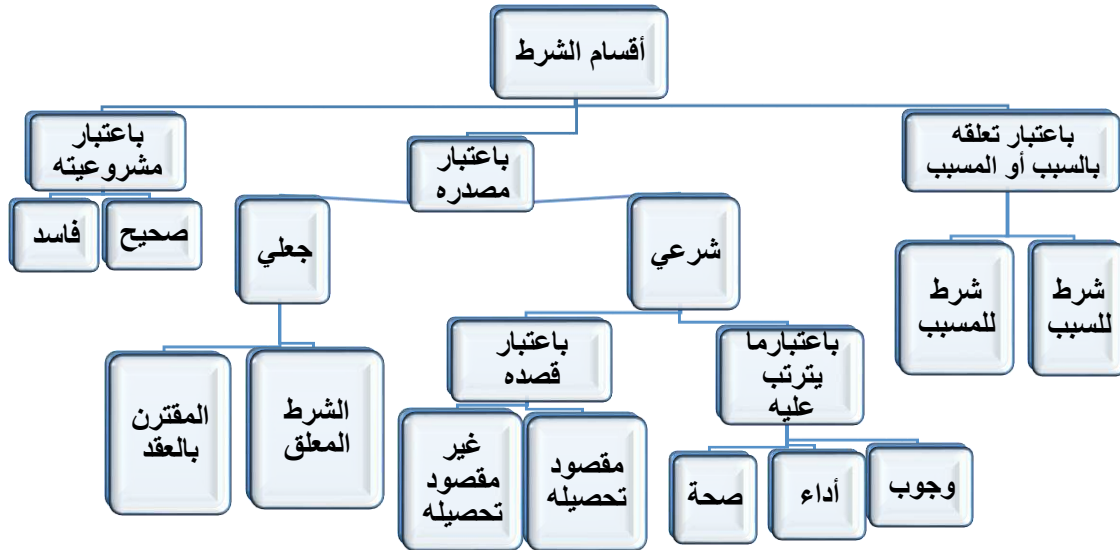 أقسام الشرط
باعتبار تعلقه
بالسبب أو المسبب
باعتبار
مصدره
باعتبار
مشروعيته
شرط
للسبب
شرط
للمسبب
شرعي
جعلي
صحيح
فاسد
باعتبارما
يترتب
عليه
باعتبار
قصده
الشرط
المعلق
المقترن
بالعقد
وجوب
أداء
صحة
مقصود
تحصيله
غير
مقصود
تحصيله